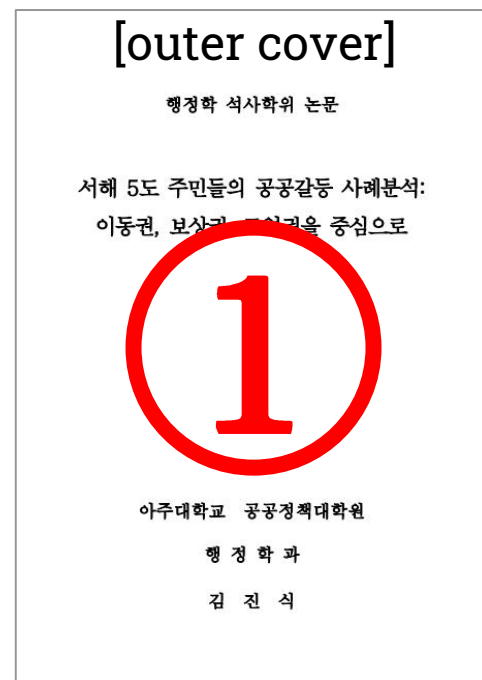 [outer cover]
행정학 석사학위 논문
서해 5도 주민들의 공공갈등 사례분석:
이동권, 중심으로
1
아주대학교 공공정책대학원
행정학과
김진식